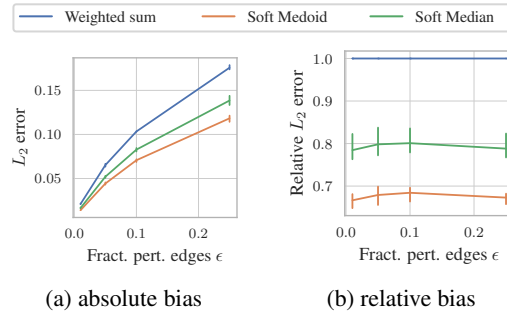 Weighted sum Soft Medoid Soft Median
L₂ error
0.15
0.10
0.05
0.0 0.1 0.2
Fract. pert. edges ϵ
(a) absolute bias
Relative L₂ error
1.0
0.9
0.8
0.7
0.0 0.2
Fract. pert. edges ϵ
(b) relative bias